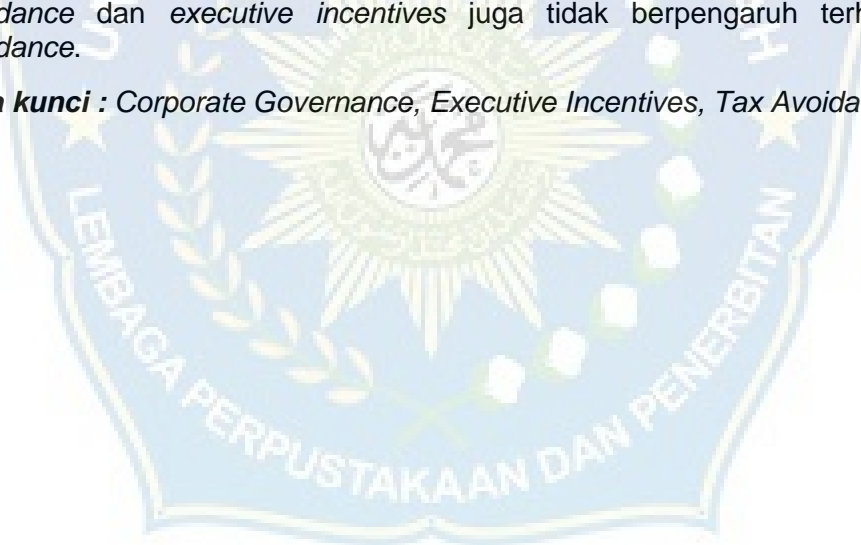 dance dan executive incentives juga tidak berpengaruh terh
dance.
kunci : Corporate Governance, Executive Incentives, Tax Avoida
LEMBAGA PERPUSTAKAAN DAN PENERBITAN